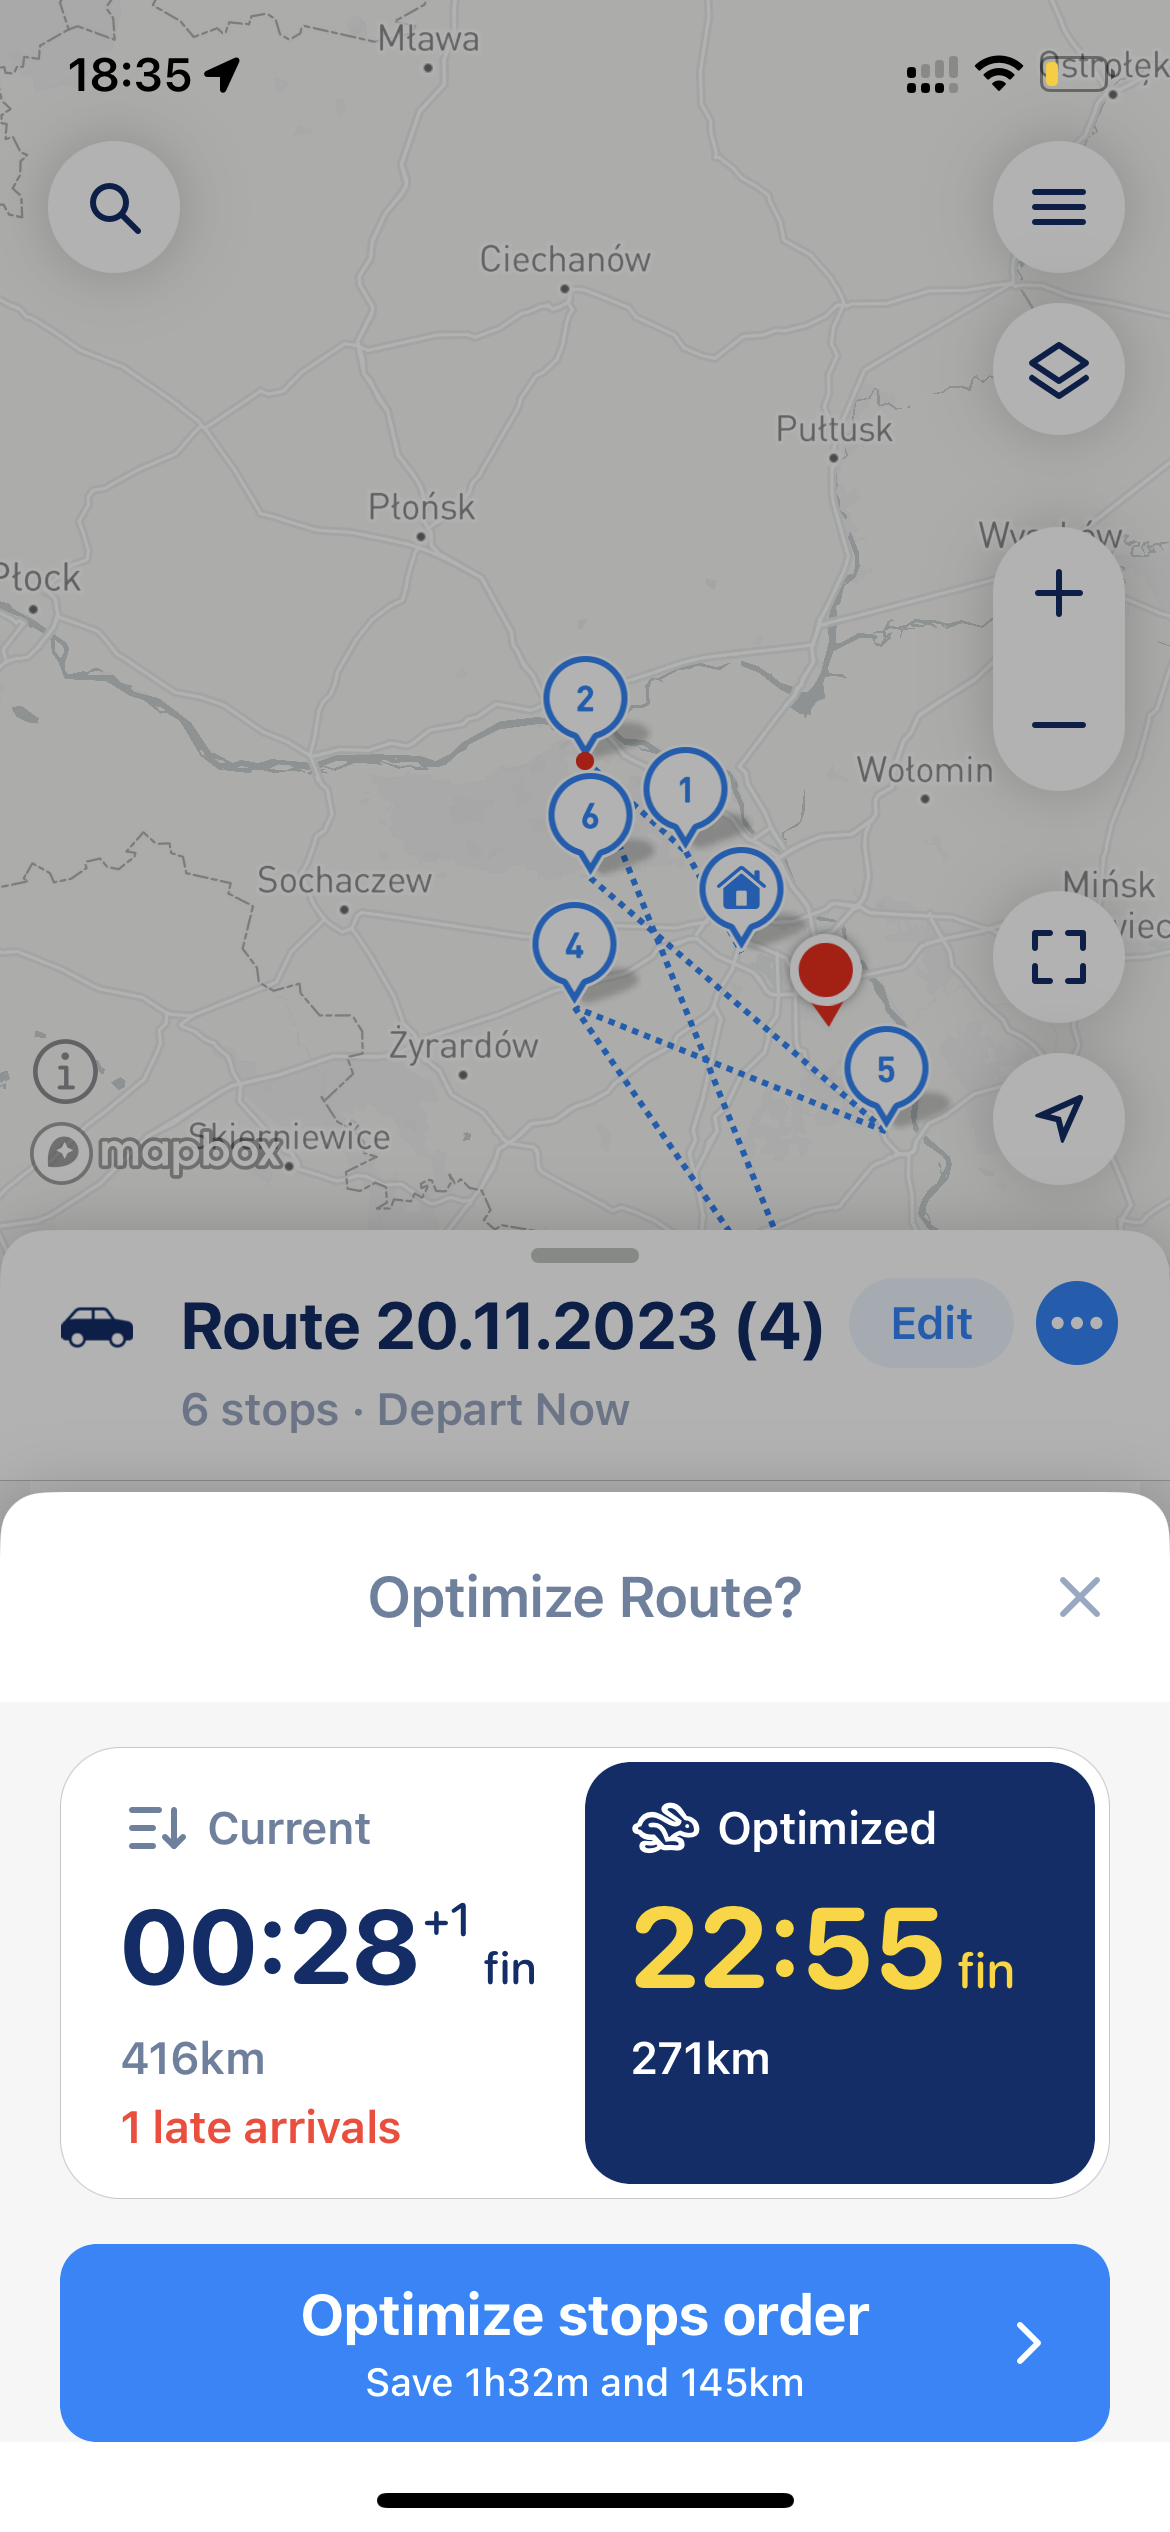 Mława
18:35
Ciechanów
Pułtusk
Płońsk
Płock
2
1
6
Wołomin
Sochaczew
Mińsk
4
Żyrardów
5
Skierniewice
mapbox
Route 20.11.2023 (4)
Edit
6 stops · Depart Now
Optimize Route?
Current
Optimized
00:28 +1 fin
22:55 fin
416km
271km
1 late arrivals
Optimize stops order
Save 1h32m and 145km